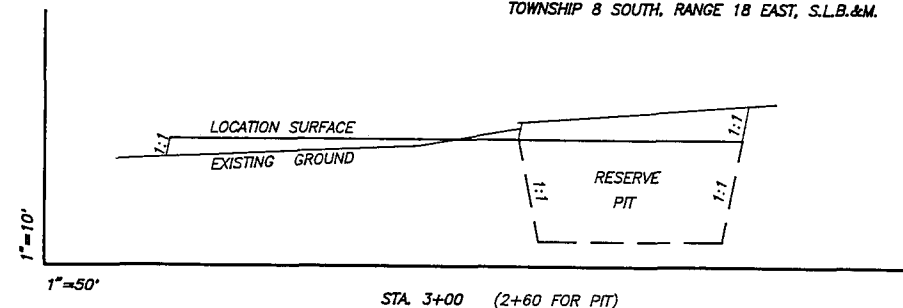 TOWNSHIP 8 SOUTH, RANGE 18 EAST, S.L.B.&M.
LOCATION SURFACE
1:1
1:1
EXISTING GROUND
RESERVE
PIT
1:1
1:1
1"=10'
1"=50'
STA. 3+00 (2+60 FOR PIT)